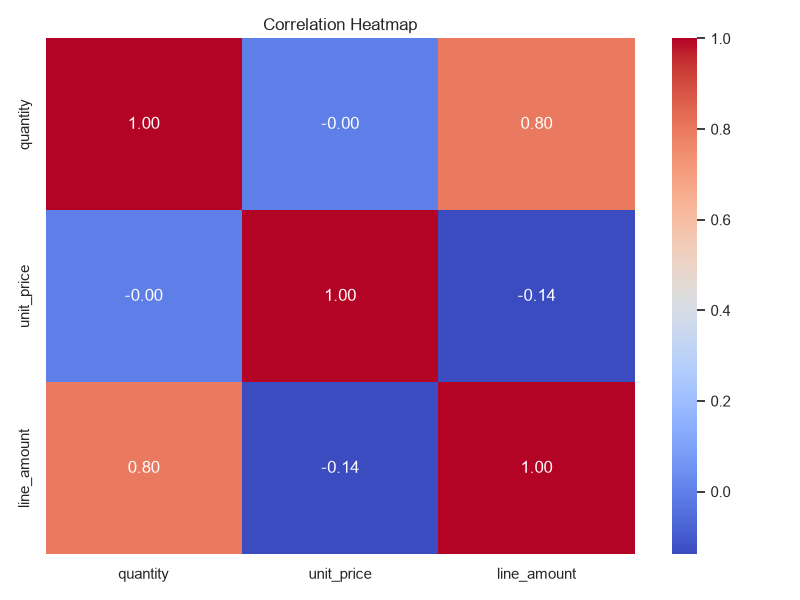 Correlation Heatmap
quantity
1.00
-0.00
0.80
unit_price
-0.00
1.00
-0.14
line_amount
0.80
-0.14
1.00
quantity
unit_price
line_amount
1.0
0.8
0.6
0.4
0.2
0.0